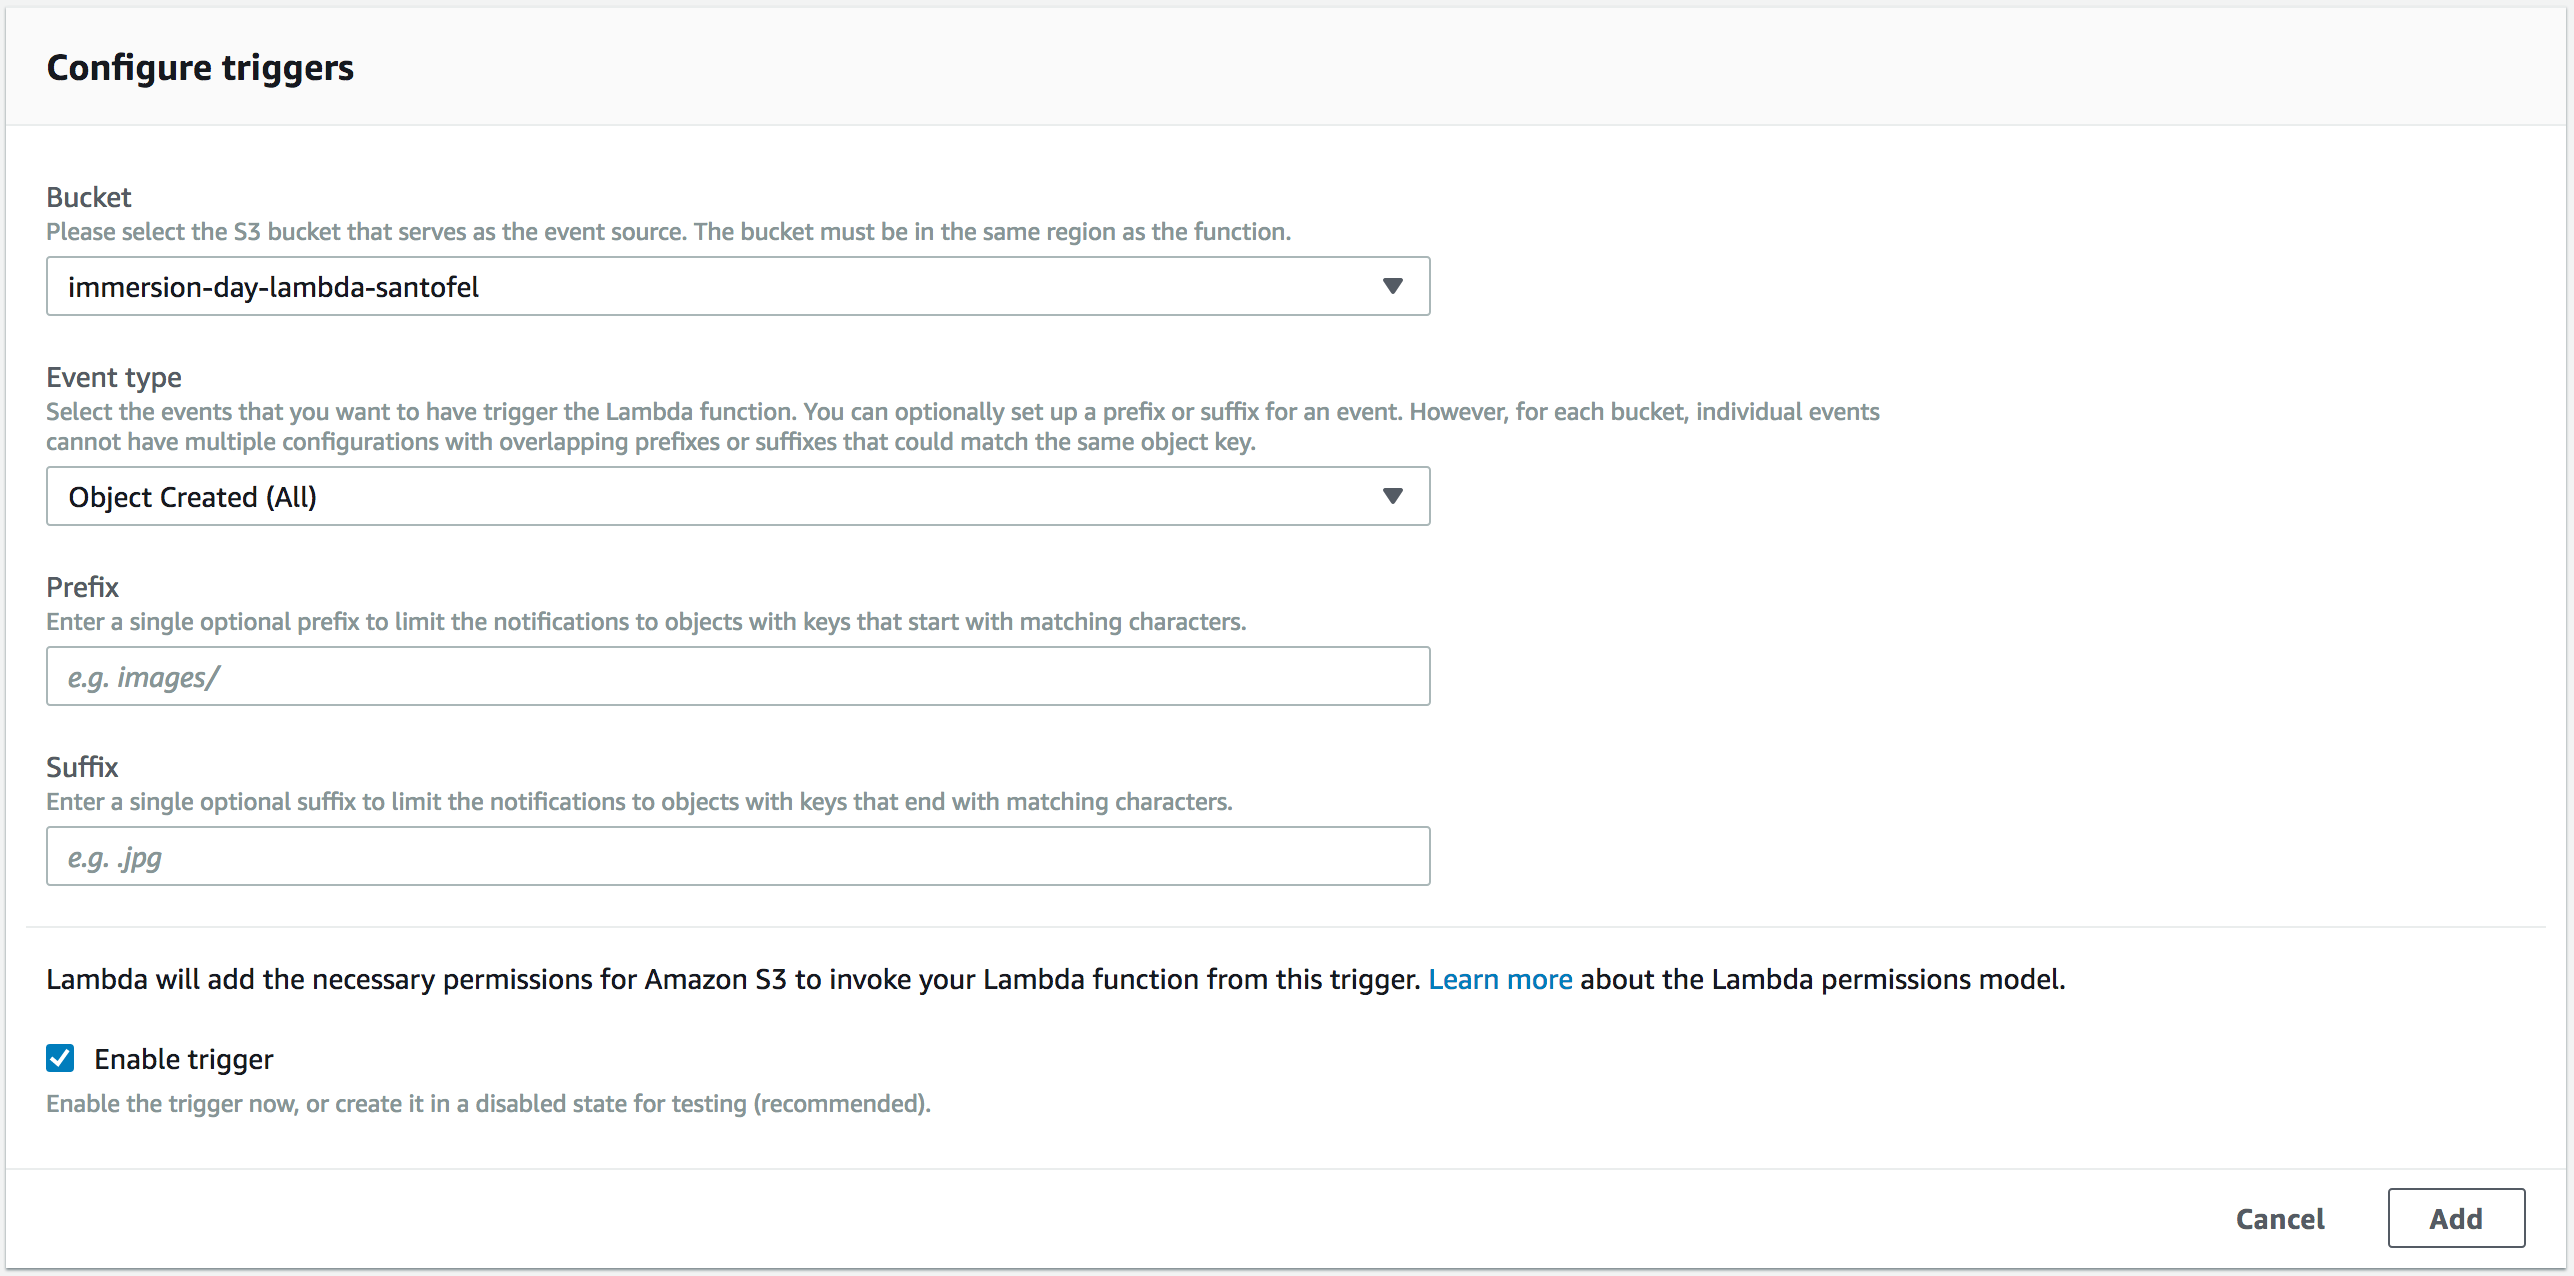 Configure triggers
Bucket
Please select the S3 bucket that serves as the event source. The bucket must be in the same region as the function.
immersion-day-lambda-santofel
Event type
Select the events that you want to have trigger the Lambda function. You can optionally set up a prefix or suffix for an event. However, for each bucket, individual events
cannot have multiple configurations with overlapping prefixes or suffixes that could match the same object key.
Object Created (All)
Prefix
Enter a single optional prefix to limit the notifications to objects with keys that start with matching characters.
e.g. images/
Suffix
Enter a single optional suffix to limit the notifications to objects with keys that end with matching characters.
e.g. .jpg
Lambda will add the necessary permissions for Amazon S3 to invoke your Lambda function from this trigger. Learn more about the Lambda permissions model.
Enable trigger
Enable the trigger now, or create it in a disabled state for testing (recommended).
Cancel Add